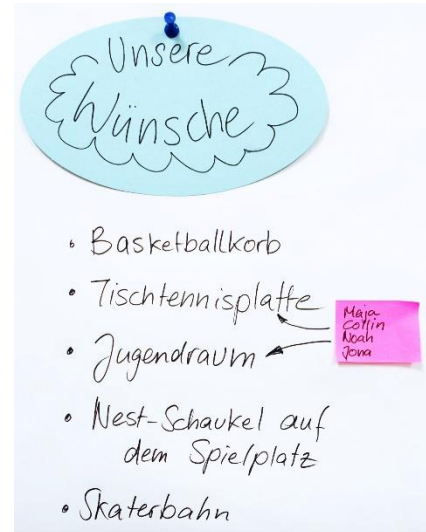 Unsere
Wünsche
• Basketballkorb
• Tischtennisplatte
• Jugendraum
• Nest-Schaukel auf
dem Spielplatz
• Skaterbahn
Maja
Collin
Noah
Jona